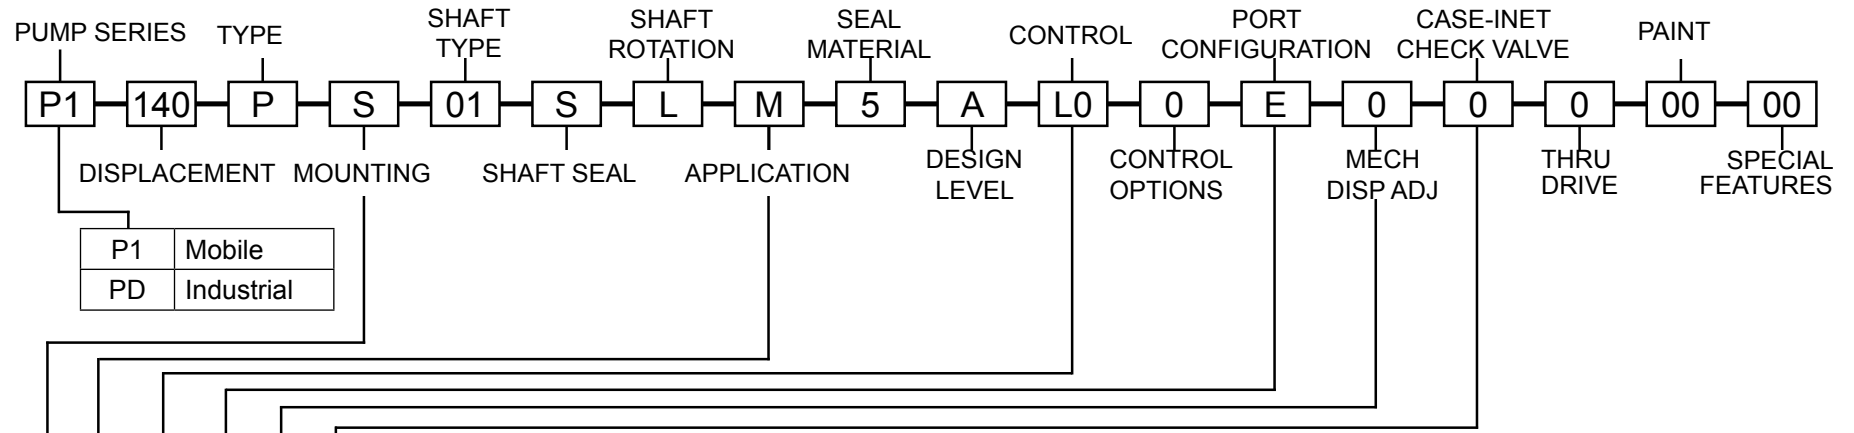 PUMP SERIES
TYPE
SHAFT
TYPE
SHAFT
ROTATION
SEAL
MATERIAL
CONTROL
PORT
CONFIGURATION
CASE-INET
CHECK VALVE
PAINT
P1 140 P S 01 S L M 5 A L0 0 E 0 0 0 00 00
DISPLACEMENT
MOUNTING
SHAFT SEAL
APPLICATION
DESIGN
LEVEL
CONTROL
OPTIONS
MECH
DISP ADJ
THRU
DRIVE
SPECIAL
FEATURES
P1 Mobile
PD Industrial